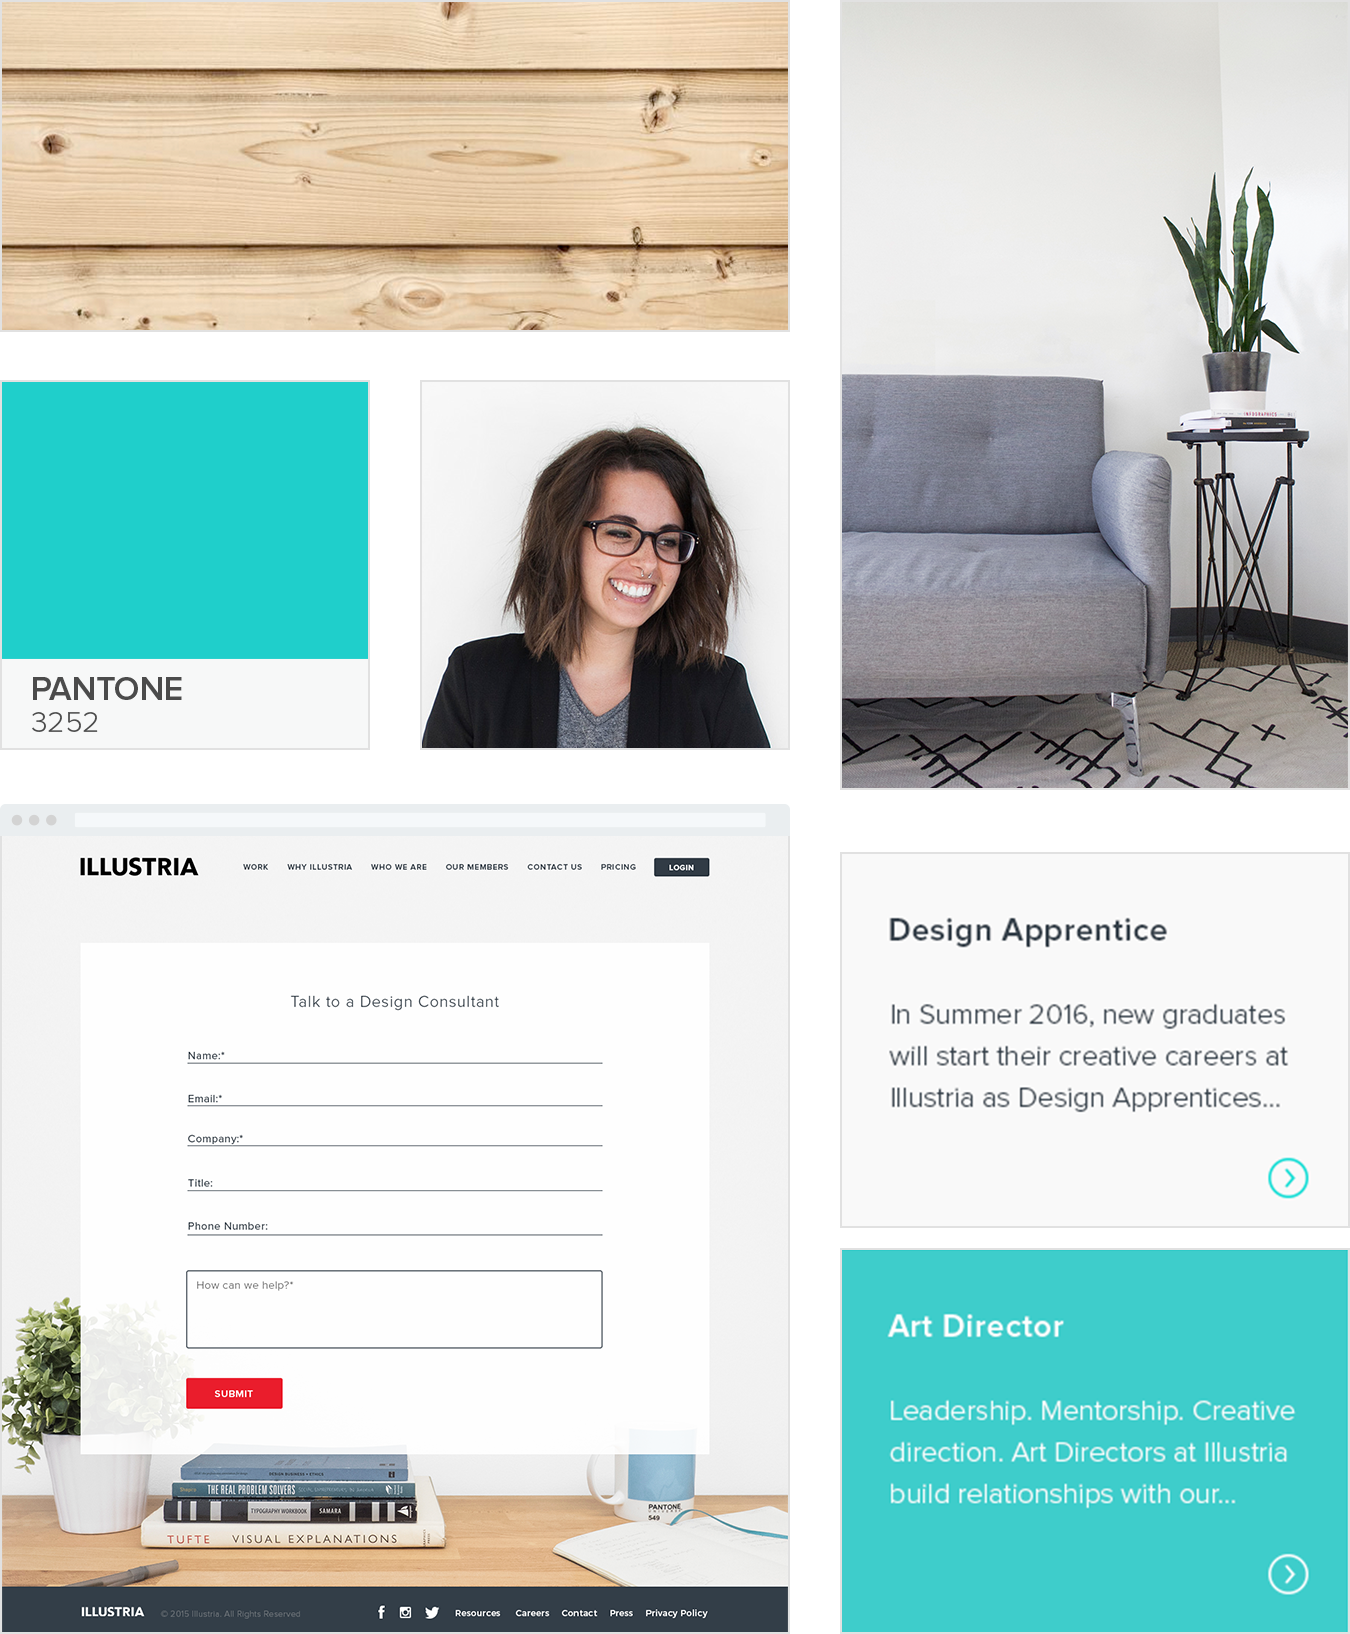 INFOGRAPHICS
PANTONE
3252
ILLUSTRIA
WORK
WHY ILLUSTRIA
WHO WE ARE
OUR MEMBERS
CONTACT US
PRICING
LOGIN
Talk to a Design Consultant
Name:*
Email:*
Company:*
Title:
Phone Number:
How can we help?*
SUBMIT
DESIGN BUSINESS + ETHICS
THE REAL PROBLEM SOLVERS
TYPOGRAPHY WORKBOOK SAMARA
TUFTE VISUAL EXPLANATIONS
PANTONE
UNIVERSE
549
ILLUSTRIA
© 2015 Illustria. All Rights Reserved
Resources
Careers
Contact
Press
Privacy Policy
Design Apprentice
In Summer 2016, new graduates
will start their creative careers at
Illustria as Design Apprentices...
Art Director
Leadership. Mentorship. Creative
direction. Art Directors at Illustria
build relationships with our...